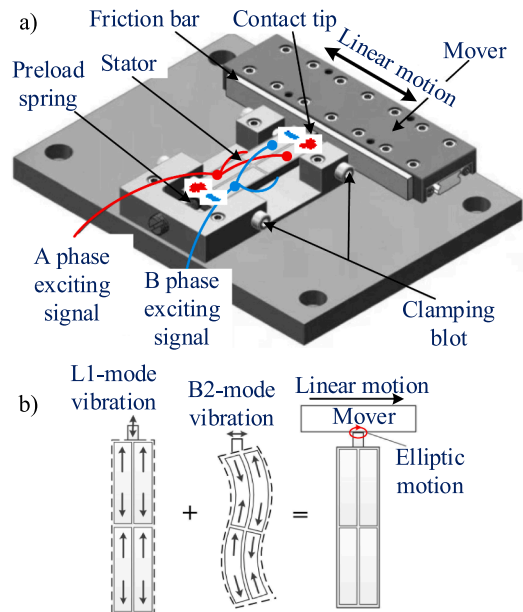 a)
Friction bar
Contact tip
Preload
spring
Stator
Linear motion
Mover
A phase
exciting
signal
B phase
exciting
signal
Clamping
blot
b)
L1-mode
vibration
B2-mode
vibration
Linear motion
Mover
Elliptic
motion
+
=